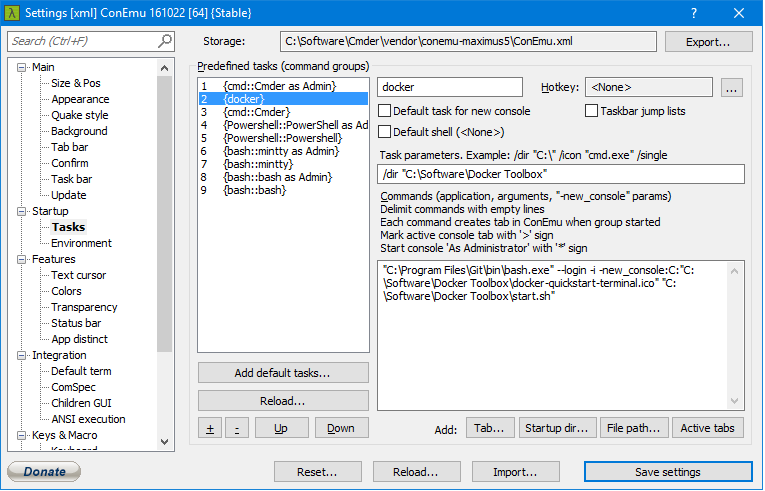 λ Settings [xml] ConEmu 161022 [64] {Stable} ?
Search (Ctrl+F)
Storage: C:\Software\Cmder\vendor\conemu-maximus5\ConEmu.xml Export...
Main
Size & Pos
Appearance
Quake style
Background
Tab bar
Confirm
Task bar
Update
Startup
Tasks
Environment
Features
Text cursor
Colors
Transparency
Status bar
App distinct
Integration
Default term
ComSpec
Children GUI
ANSI execution
Keys & Macro
Predefined tasks (command groups)
1 {cmd::Cmder as Admin}
2 {docker}
3 {cmd::Cmder}
4 {Powershell::PowerShell as Ad
5 {Powershell::Powershell}
6 {bash::mintty as Admin}
7 {bash::mintty}
8 {bash::bash as Admin}
9 {bash::bash}
Add default tasks...
Reload...
+ - Up Down
docker Hotkey: <None> ...
Default task for new console Taskbar jump lists
Default shell (<None>)
Task parameters. Example: /dir "C:\" /icon "cmd.exe" /single
/dir "C:\Software\Docker Toolbox"
Commands (application, arguments, "-new_console" params)
Delimit commands with empty lines
Each command creates tab in ConEmu when group started
Mark active console tab with '>' sign
Start console 'As Administrator' with '*' sign
"C:\Program Files\Git\bin\bash.exe" --login -i -new_console:C:"C:
\Software\Docker Toolbox\docker-quickstart-terminal.ico" "C:
\Software\Docker Toolbox\start.sh"
Add: Tab... Startup dir... File path... Active tabs
Donate Reset... Reload... Import... Save settings